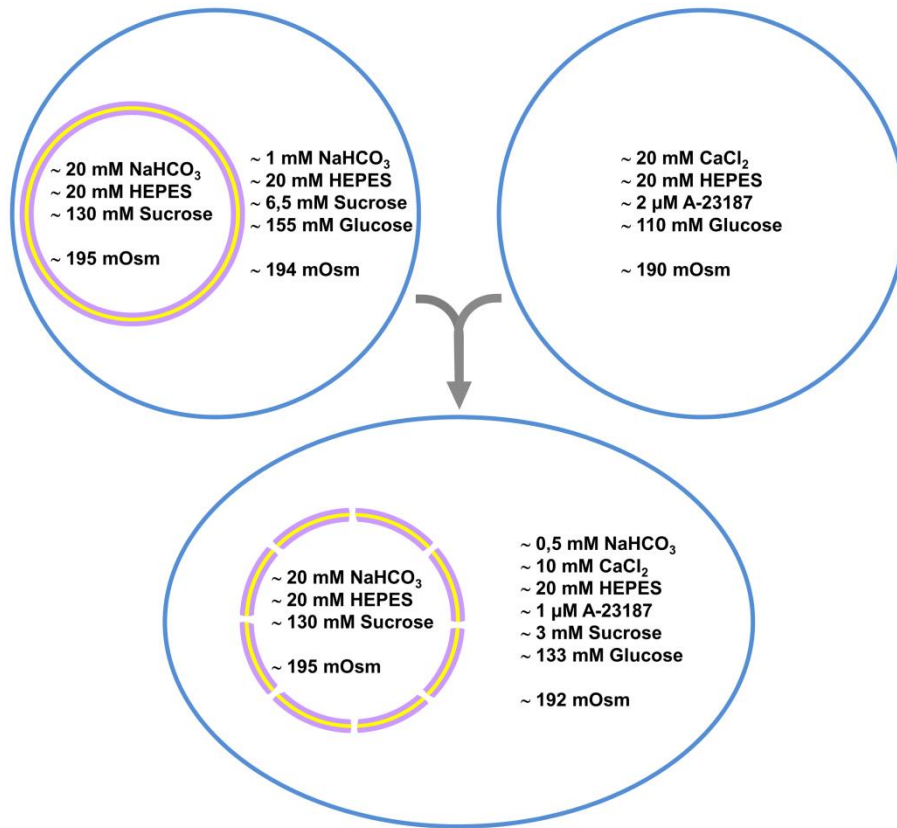 ~ 20 mM NaHCO₃
~ 20 mM HEPES
~ 130 mM Sucrose
~ 195 mOsm
~ 1 mM NaHCO₃
~ 20 mM HEPES
~ 6,5 mM Sucrose
~ 155 mM Glucose
~ 194 mOsm
~ 20 mM CaCl₂
~ 20 mM HEPES
~ 2 µM A-23187
~ 110 mM Glucose
~ 190 mOsm
~ 20 mM NaHCO₃
~ 20 mM HEPES
~ 130 mM Sucrose
~ 195 mOsm
~ 0,5 mM NaHCO₃
~ 10 mM CaCl₂
~ 20 mM HEPES
~ 1 µM A-23187
~ 3 mM Sucrose
~ 133 mM Glucose
~ 192 mOsm